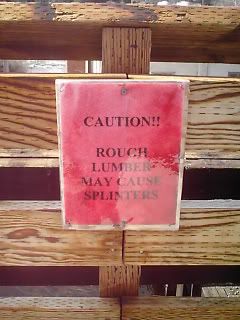 CAUTION!!
ROUGH
LUMBER
MAY CAUSE
SPLINTERS